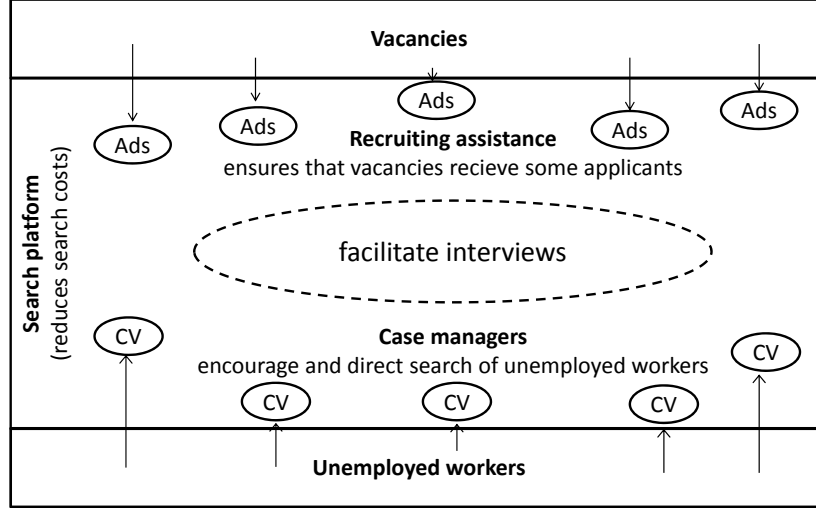 Vacancies
Ads
Ads
Ads
Ads
Ads
Recruiting assistance
ensures that vacancies recieve some applicants
Search platform
(reduces search costs)
facilitate interviews
CV
Case managers
encourage and direct search of unemployed workers
CV
CV
CV
CV
Unemployed workers